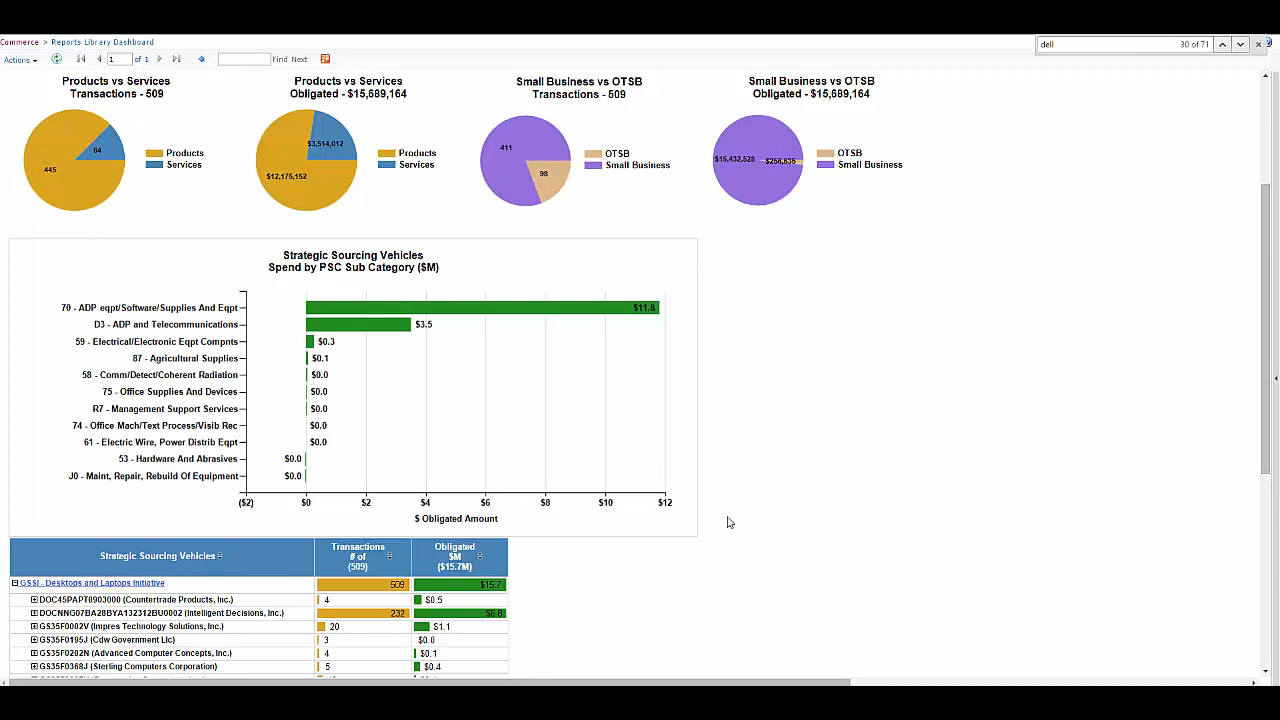 Commerce > Reports Library Dashboard
dell 30 of 71
Actions 1 of 1 Find Next
Products vs Services
Transactions - 509
Products vs Services
Obligated - $15,689,164
Small Business vs OTSB
Transactions - 509
Small Business vs OTSB
Obligated - $15,689,164
64
445
Products
Services
$3,514,012
$12,175,152
Products
Services
411
98
OTSB
Small Business
$15,432,528
$256,635
OTSB
Small Business
Strategic Sourcing Vehicles
Spend by PSC Sub Category ($M)
70 - ADP eqpt/Software/Supplies And Eqpt $11.8
D3 - ADP and Telecommunications $3.5
59 - Electrical/Electronic Eqpt Compnts $0.3
87 - Agricultural Supplies $0.1
58 - Comm/Detect/Coherent Radiation $0.0
75 - Office Supplies And Devices $0.0
R7 - Management Support Services $0.0
74 - Office Mach/Text Process/Visib Rec $0.0
61 - Electric Wire, Power Distrib Eqpt $0.0
53 - Hardware And Abrasives $0.0
J0 - Maint, Repair, Rebuild Of Equipment $0.0
($2) $0 $2 $4 $6 $8 $10 $12
$ Obligated Amount
Strategic Sourcing Vehicles
Transactions
# of
(509)
Obligated
$M
($15.7M)
GSSI - Desktops and Laptops Initiative 509 $15.7
DOC45PAPT0903000 (Countertrade Products, Inc.) 4 $0.5
DOCNNG07BA28BYA132312BU0002 (Intelligent Decisions, Inc.) 232 $6.8
GS35F0002V (Impres Technology Solutions, Inc.) 20 $1.1
GS35F0195J (Cdw Government Llc) 3 $0.0
GS35F0202N (Advanced Computer Concepts, Inc.) 4 $0.1
GS35F0368J (Sterling Computers Corporation) 5 $0.4